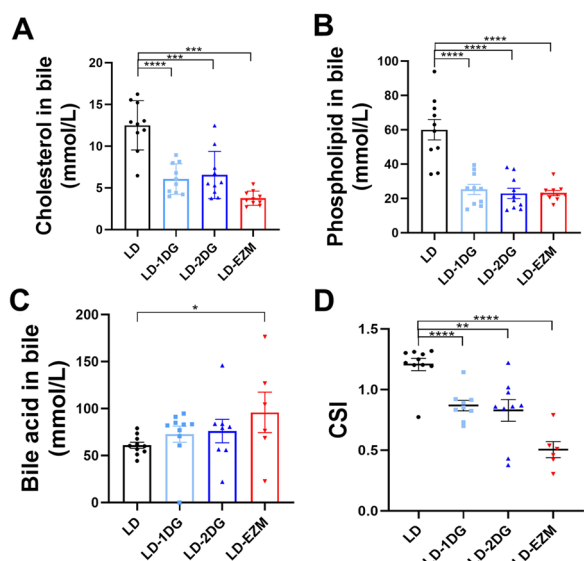 A
Cholesterol in bile
(mmol/L)
20
15
10
5
0
***
***
****
LD
LD-1DG
LD-2DG
LD-EZM
B
Phospholipid in bile
(mmol/L)
100
80
60
40
20
0
****
****
****
LD
LD-1DG
LD-2DG
LD-EZM
C
Bile acid in bile
(mmol/L)
200
150
100
50
0
*
LD
LD-1DG
LD-2DG
LD-EZM
D
CSI
1.5
1.0
0.5
0.0
****
**
****
LD
LD-1DG
LD-2DG
LD-EZM